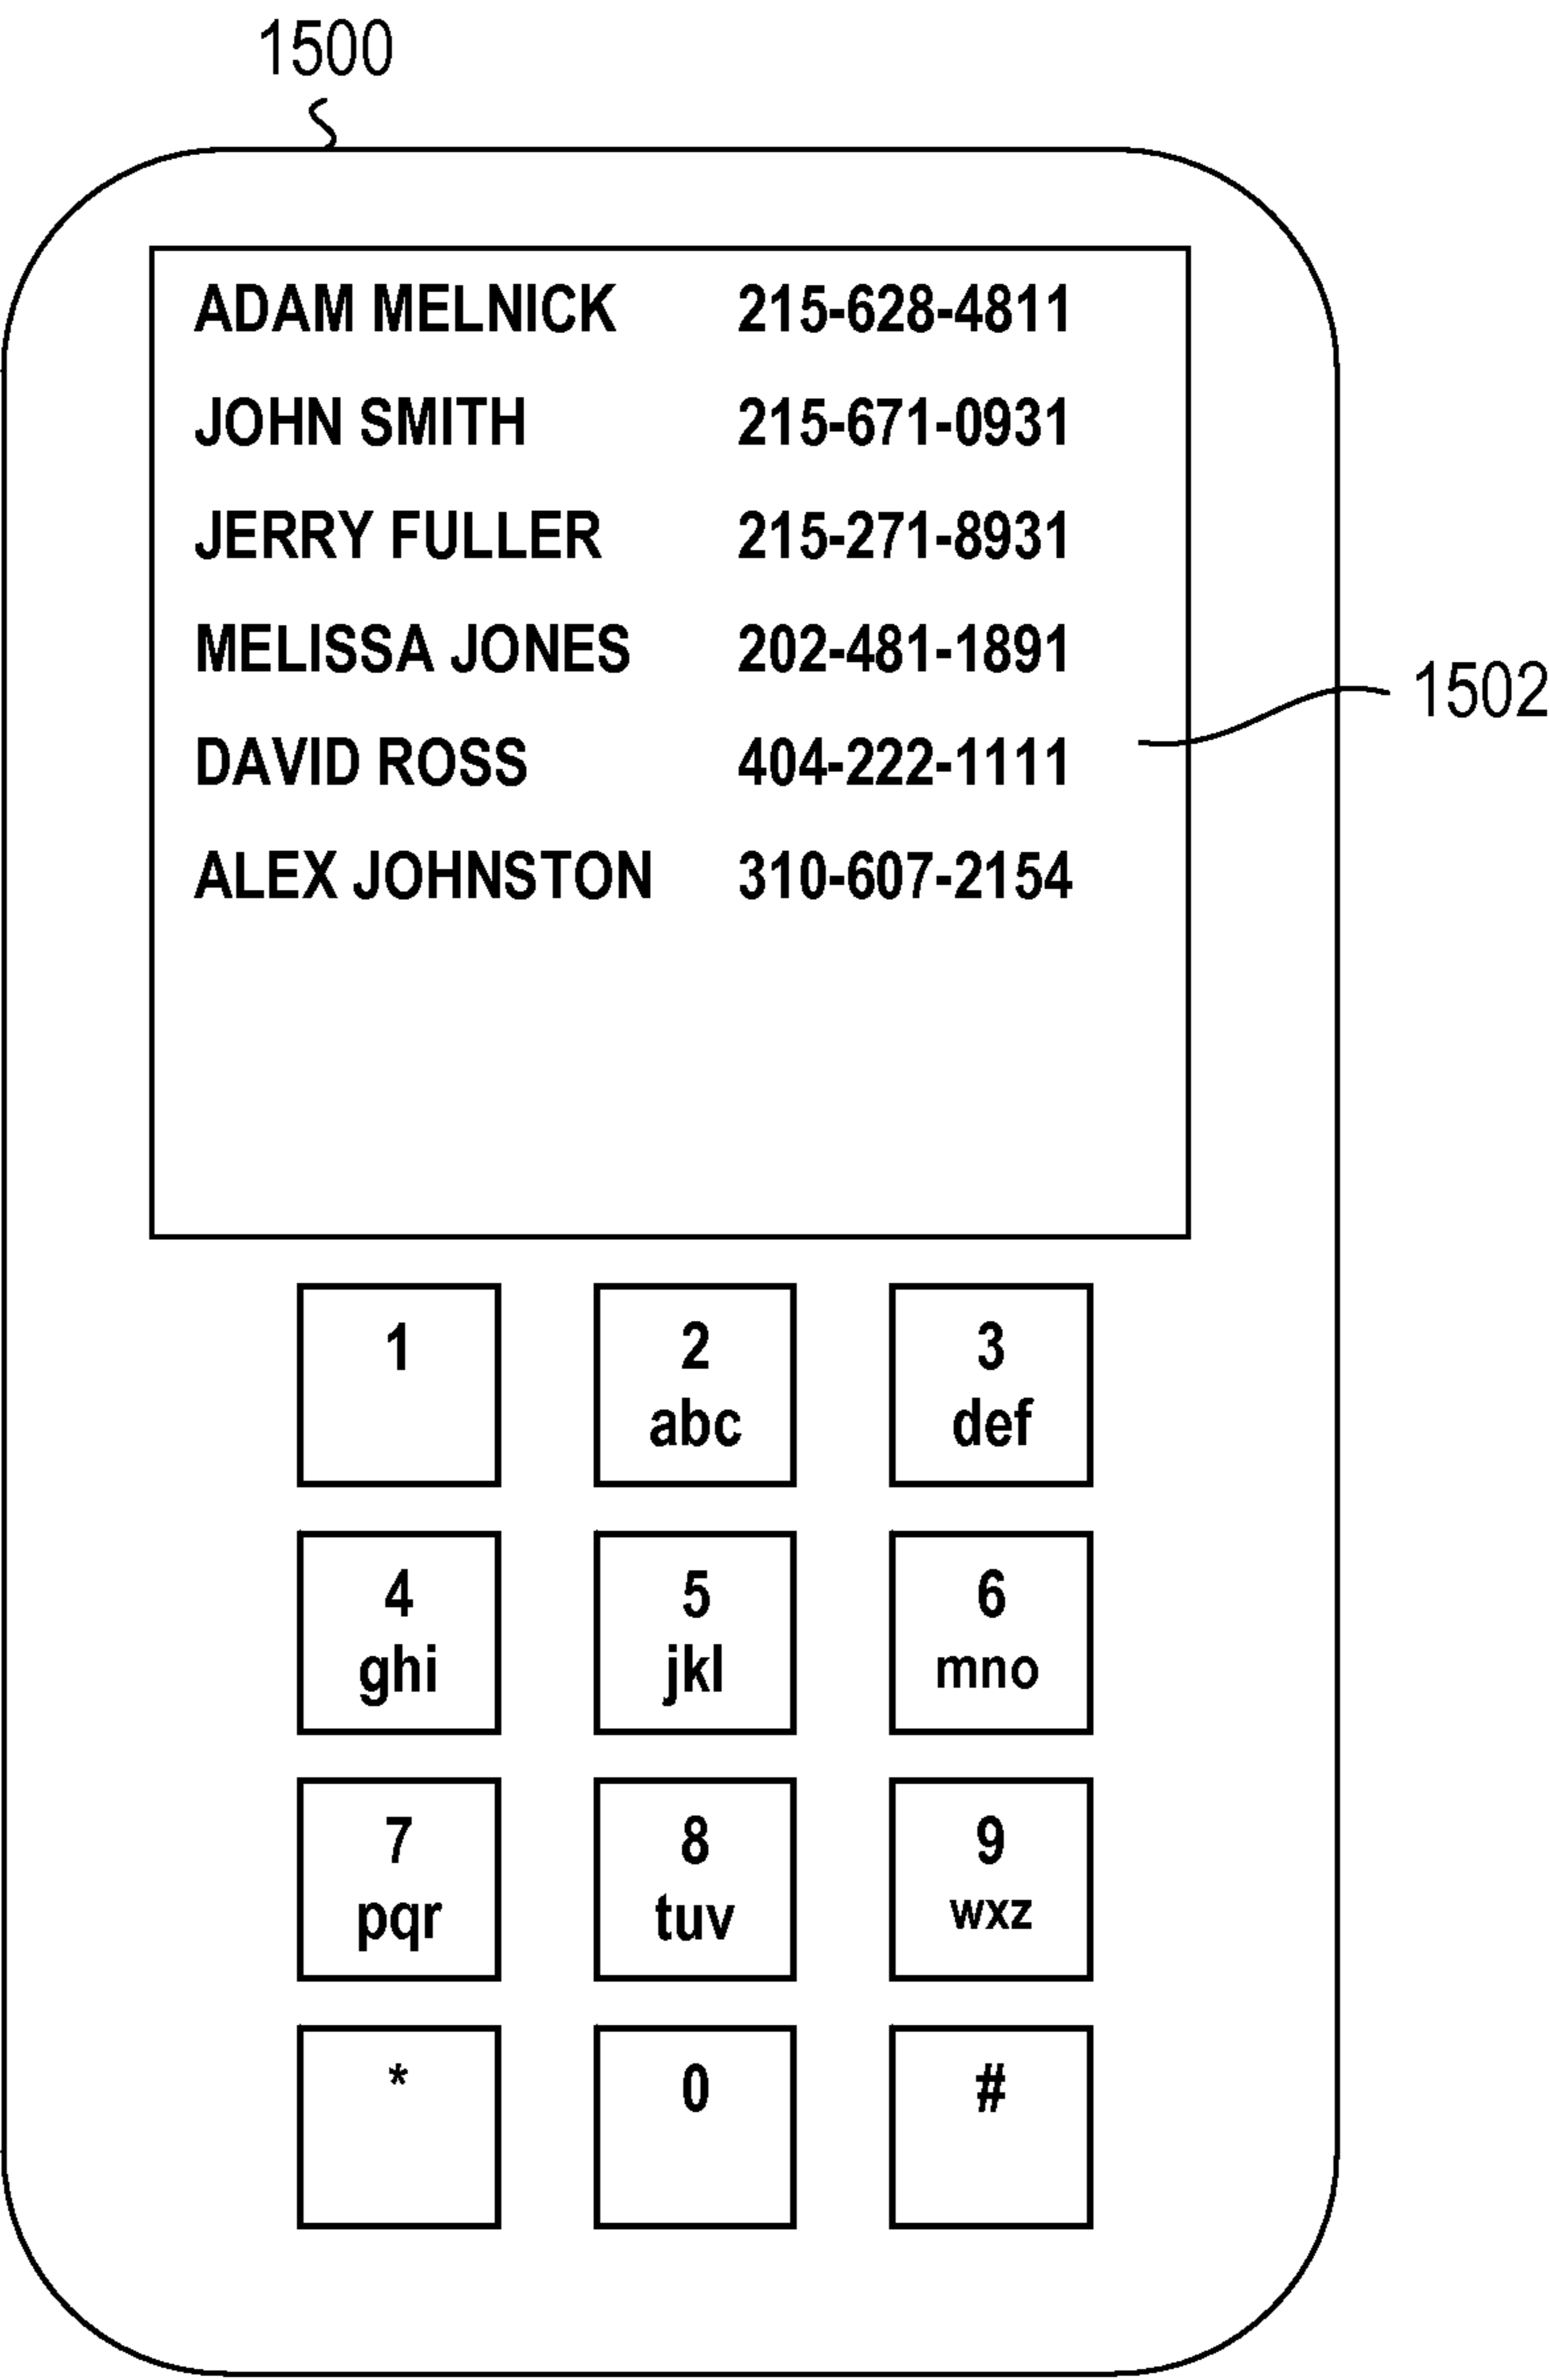 1500
ADAM MELNICK 215-628-4811
JOHN SMITH 215-671-0931
JERRY FULLER 215-271-8931
MELISSA JONES 202-481-1891
1502
DAVID ROSS 404-222-1111
ALEX JOHNSTON 310-607-2154
1 2 3
abc def
4 5 6
ghi jkl mno
7 8 9
pqr tuv wxz
* 0 #